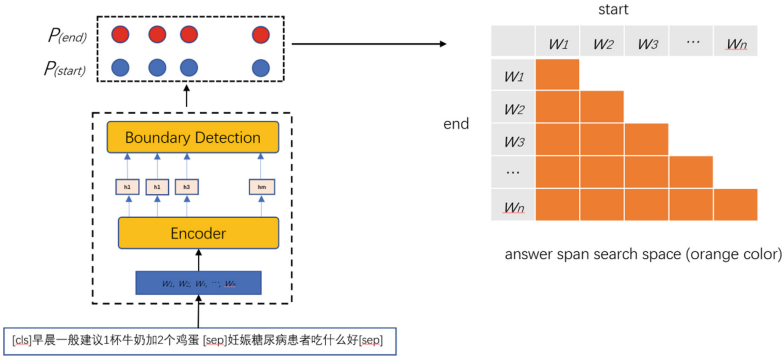 start
P(end)
P(start)
w1 w2 w3 ⋯ wn
w1
w2
w3
⋯
wn
end
Boundary Detection
h1 h1 h3 hm
Encoder
answer span search space (orange color)
[cls]早晨一般建议1杯牛奶加2个鸡蛋 [sep]妊娠糖尿病患者吃什么好[sep]